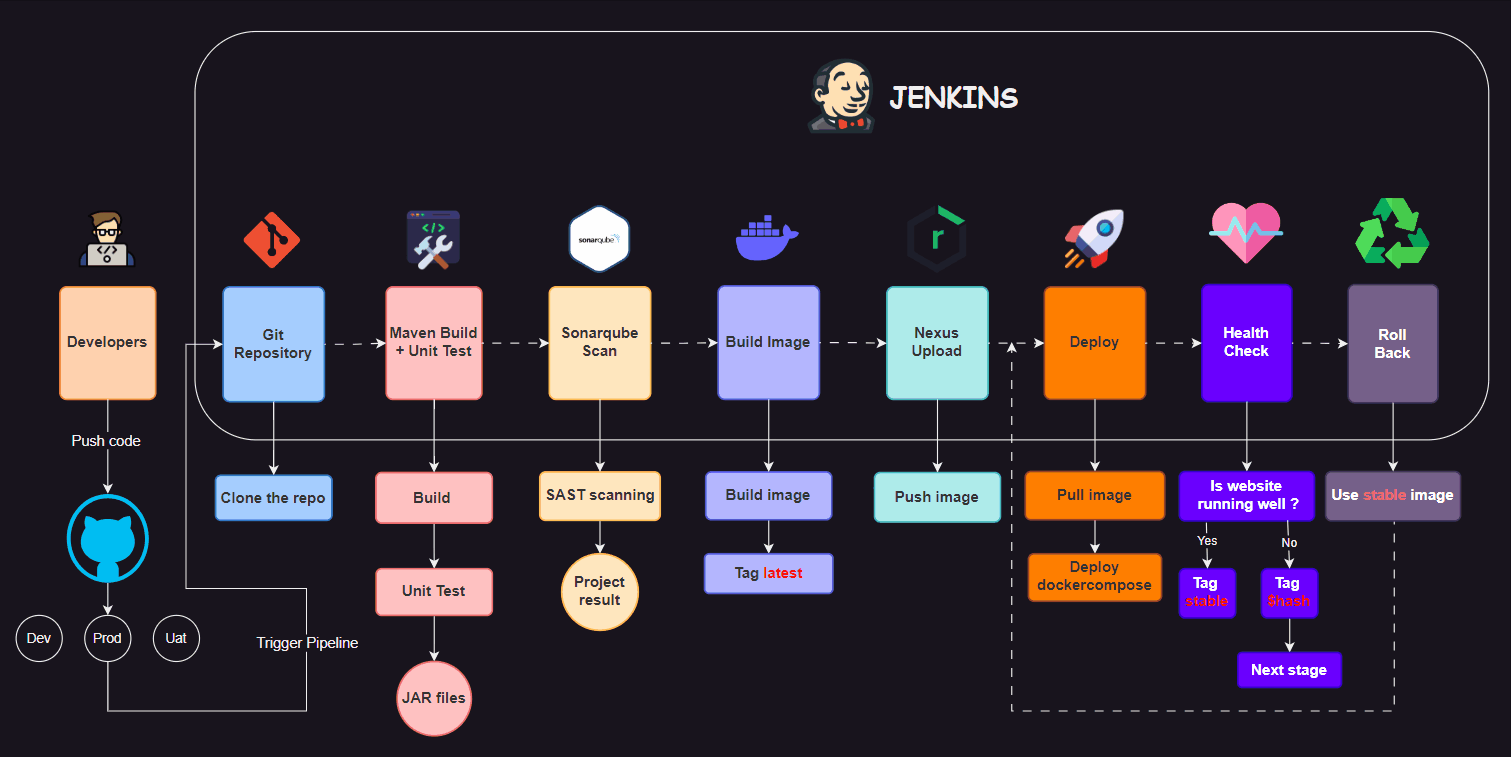 JENKINS
sonarqube
r
Developers
Git
Repository
Maven Build
+ Unit Test
Sonarqube
Scan
Build Image
Nexus
Upload
Deploy
Health
Check
Roll
Back
Push code
Clone the repo
Build
SAST scanning
Build image
Push image
Pull image
Is website
running well ?
Use stable image
Yes
No
Unit Test
Project
result
Tag latest
Deploy
dockercompose
Tag
stable
Tag
$hash
Dev
Prod
Uat
Trigger Pipeline
JAR files
Next stage